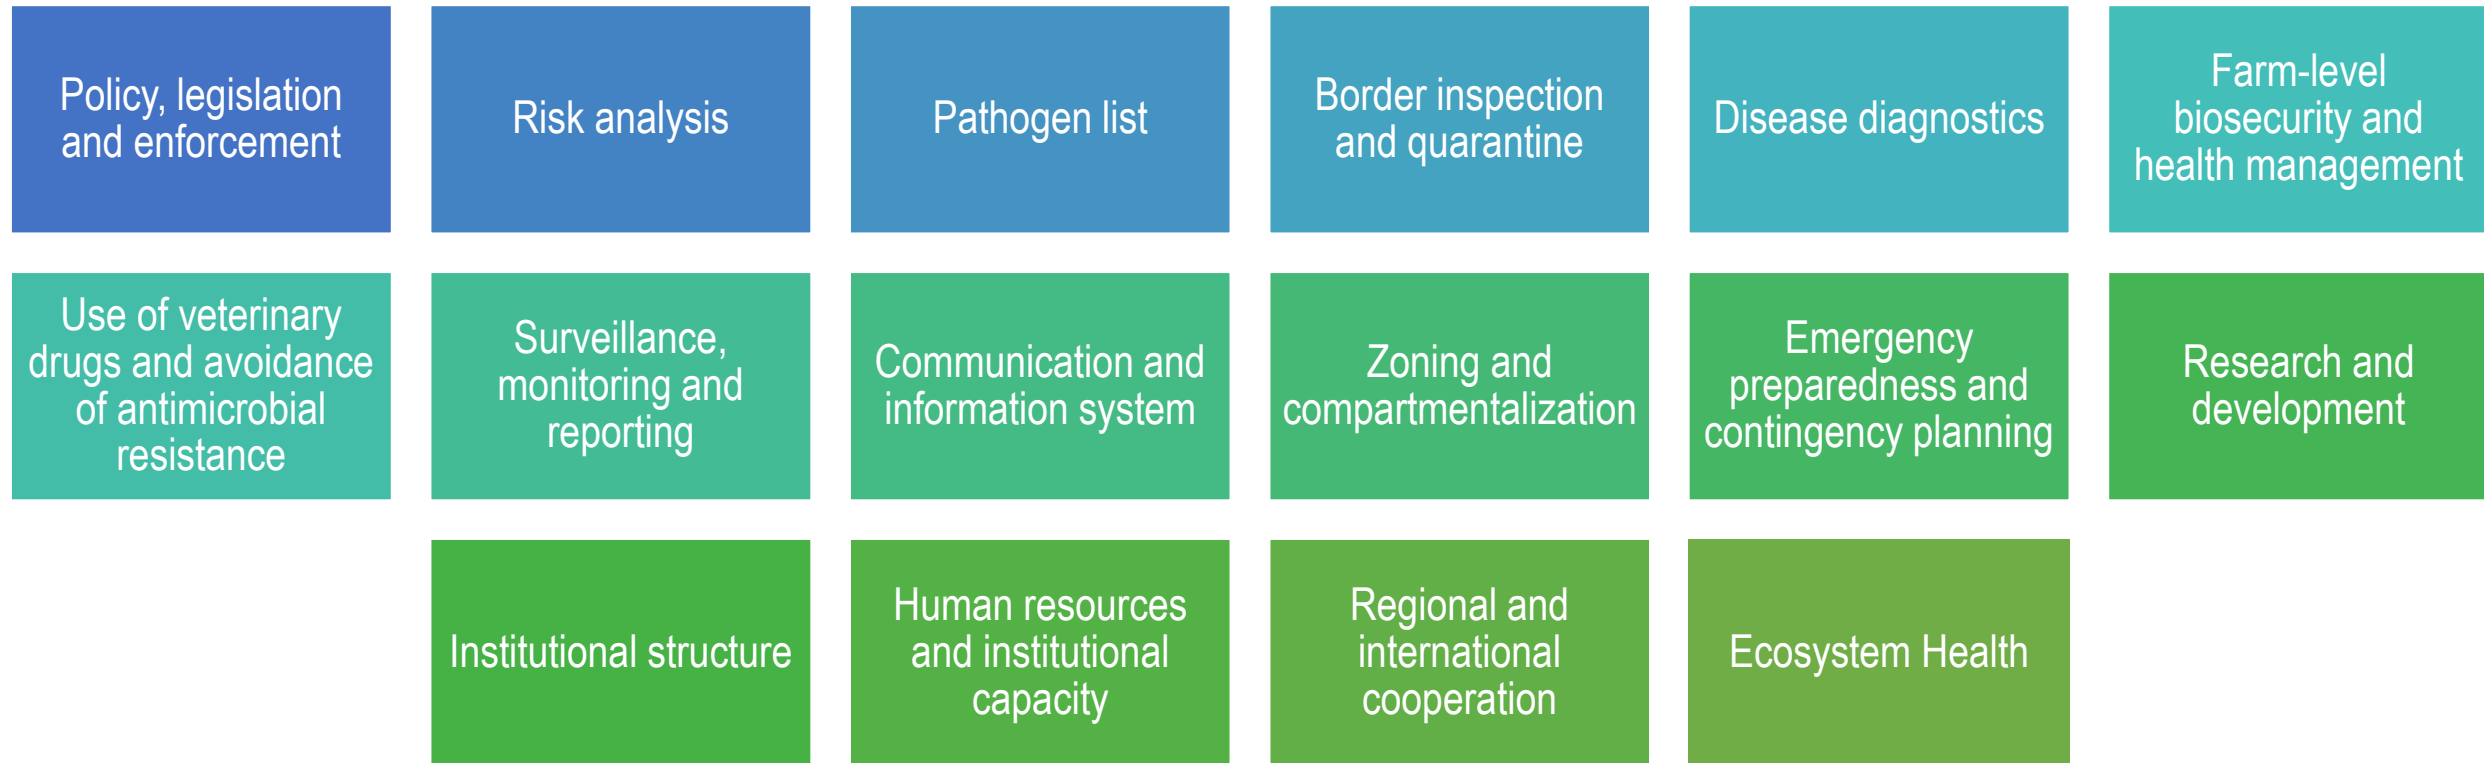 Policy, legislation
and enforcement
Risk analysis
Pathogen list
Border inspection
and quarantine
Disease diagnostics
Farm-level
biosecurity and
health management
Use of veterinary
drugs and avoidance
of antimicrobial
resistance
Surveillance,
monitoring and
reporting
Communication and
information system
Zoning and
compartmentalization
Emergency
preparedness and
contingency planning
Research and
development
Institutional structure
Human resources
and institutional
capacity
Regional and
international
cooperation
Ecosystem Health